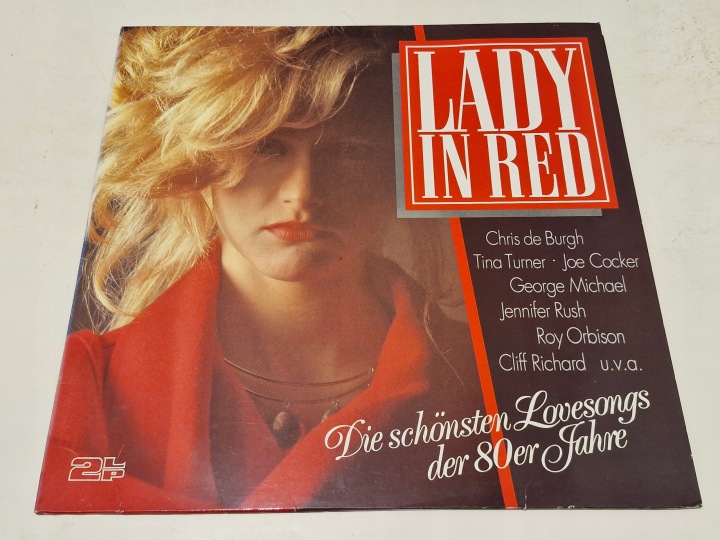 LADY
IN RED
Chris de Burgh
Tina Turner · Joe Cocker
George Michael
Jennifer Rush
Roy Orbison
Cliff Richard u.v.a.
Die schönsten Lovesongs
der 80er Jahre
2LP